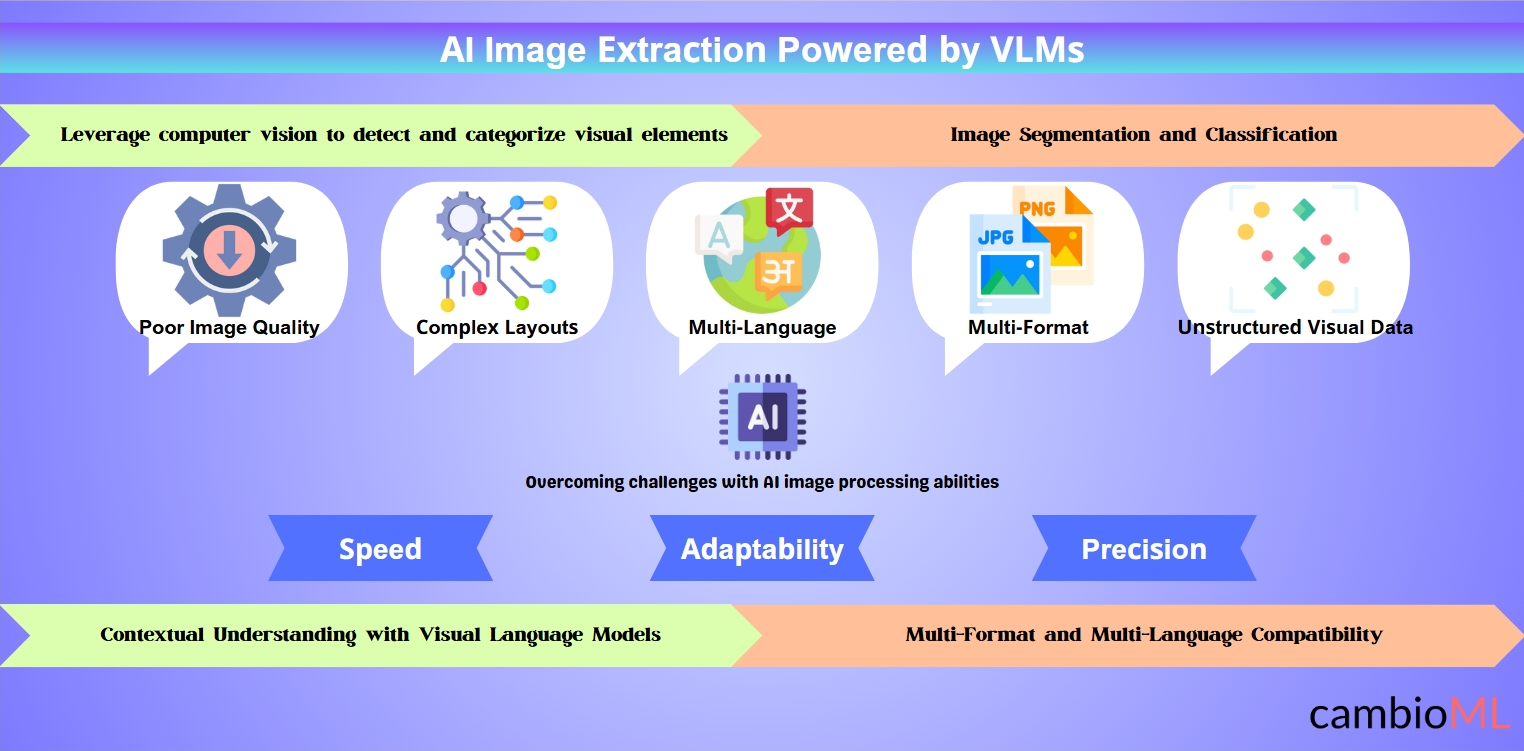 AI Image Extraction Powered by VLMs
Leverage computer vision to detect and categorize visual elements
Image Segmentation and Classification
A
文
अ
PNG
JPG
Poor Image Quality
Complex Layouts
Multi-Language
Multi-Format
Unstructured Visual Data
AI
Overcoming challenges with AI image processing abilities
Speed
Adaptability
Precision
Contextual Understanding with Visual Language Models
Multi-Format and Multi-Language Compatibility
cambioML